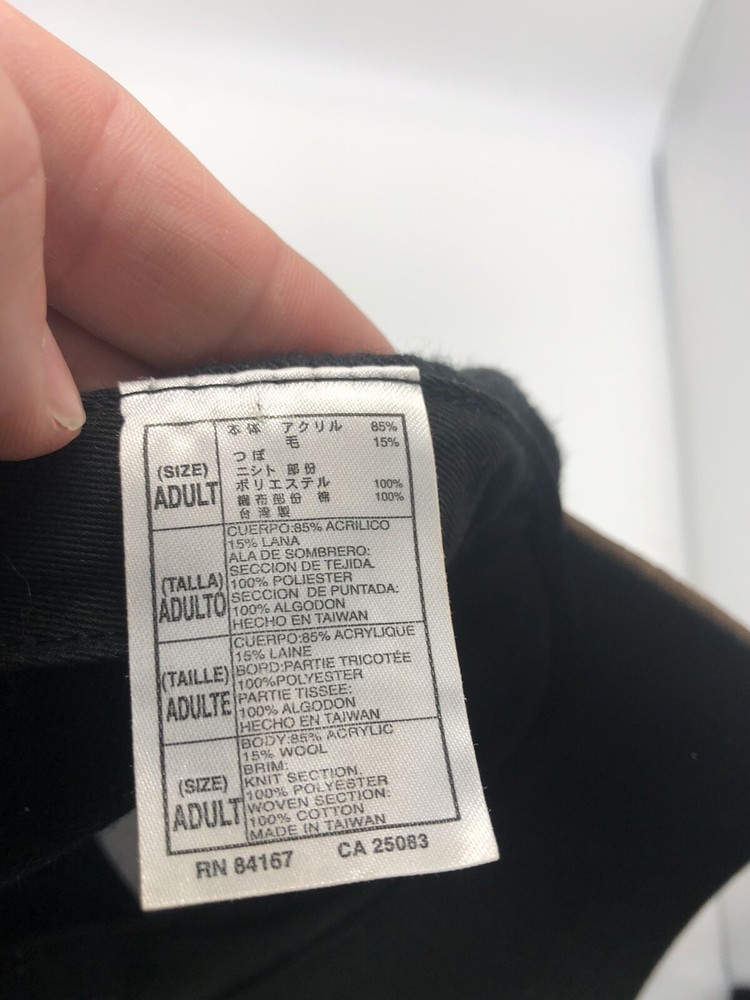 (SIZE)
ADULT
本体 アクリル 85%
毛 15%
つば
ニット 部份
ポリエステル 100%
織布部份 棉 100%
台湾製
(TALLA)
ADULTO
CUERPO:85% ACRILICO
15% LANA
ALA DE SOMBRERO:
SECCION DE TEJIDA.
100% POLIESTER
SECCION DE PUNTADA:
100% ALGODON
HECHO EN TAIWAN
(TAILLE)
ADULTE
CUERPO:85% ACRYLIQUE
15% LAINE
BORD:PARTIE TRICOTÉE
100%POLYESTER
PARTIE TISSEE:
100% ALGODON
HECHO EN TAIWAN
(SIZE)
ADULT
BODY:85% ACRYLIC
15% WOOL
BRIM:
KNIT SECTION.
100% POLYESTER
WOVEN SECTION:
100% COTTON
MADE IN TAIWAN
RN 84167 CA 25083